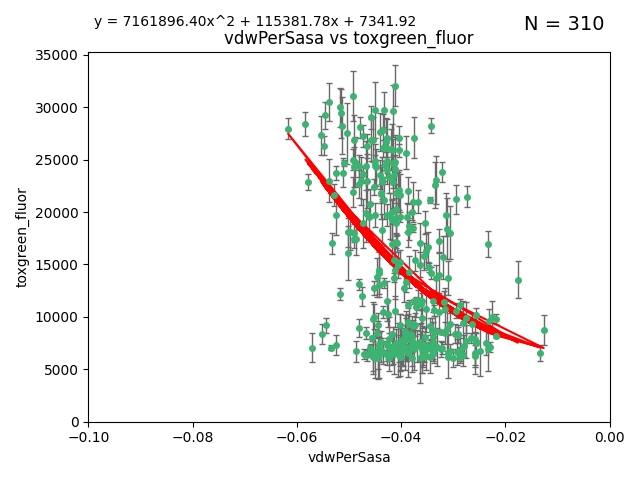 y = 7161896.40x^2 + 115381.78x + 7341.92
N = 310
vdwPerSasa vs toxgreen_fluor
35000
30000
25000
20000
15000
10000
5000
0
toxgreen_fluor
−0.10
−0.08
−0.06
−0.04
−0.02
0.00
vdwPerSasa